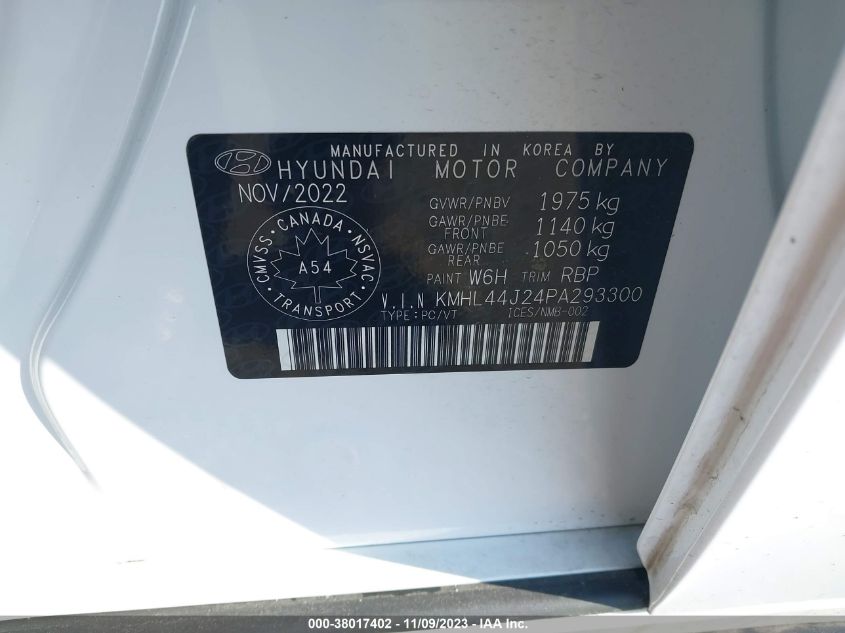 MANUFACTURED IN KOREA BY
HYUNDAI MOTOR COMPANY
NOV/2022
GVWR/PNBV 1975 kg
GAWR/PNBE FRONT 1140 kg
GAWR/PNBE REAR 1050 kg
PAINT W6H TRIM RBP
CMVSS · CANADA · NSVAC · TRANSPORT ·
A54
V.I.N KMHL44J24PA293300
TYPE: PC/VT ICES/NMB-002
000-38017402 - 11/09/2023 - IAA Inc.